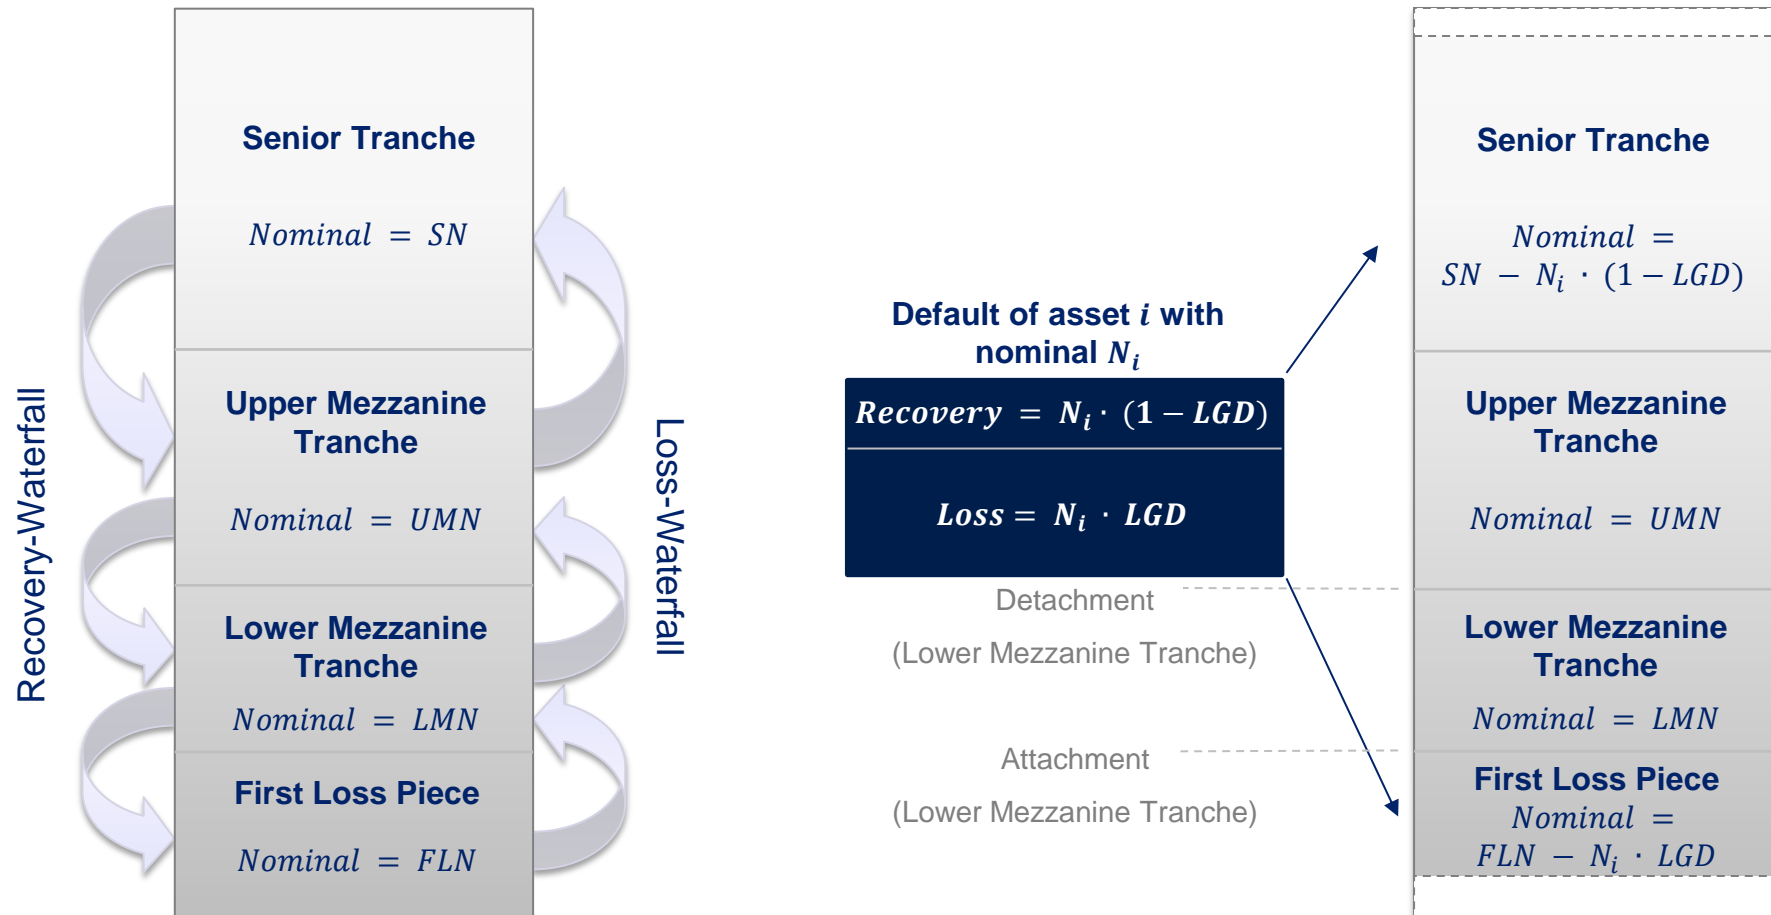 Recovery-Waterfall
Senior Tranche
Nominal = SN
Upper Mezzanine
Tranche
Nominal = UMN
Lower Mezzanine
Tranche
Nominal = LMN
First Loss Piece
Nominal = FLN
Loss-Waterfall
Default of asset i with
nominal Nᵢ
Recovery = Nᵢ · (1 − LGD)
Loss = Nᵢ · LGD
Detachment
(Lower Mezzanine Tranche)
Attachment
(Lower Mezzanine Tranche)
Senior Tranche
Nominal =
SN − Nᵢ · (1 − LGD)
Upper Mezzanine
Tranche
Nominal = UMN
Lower Mezzanine
Tranche
Nominal = LMN
First Loss Piece
Nominal =
FLN − Nᵢ · LGD